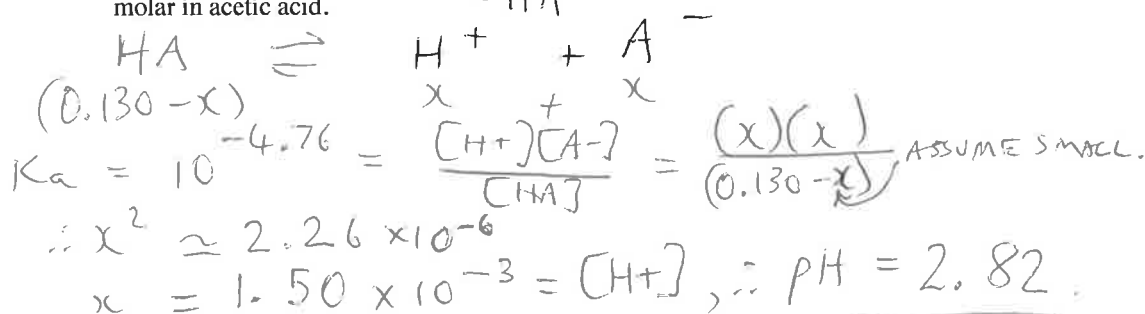 molar in acetic acid.
HA ⇌ H⁺ + A⁻
(0.130-x) x + x
Ka = 10^-4.76 = [H+][A-]/[HA] = (x)(x)/(0.130-x) ASSUME SMALL.
∴ x² ≃ 2.26 ×10^-6
x = 1.50 × 10^-3 = [H+], ∴ pH = 2.82.